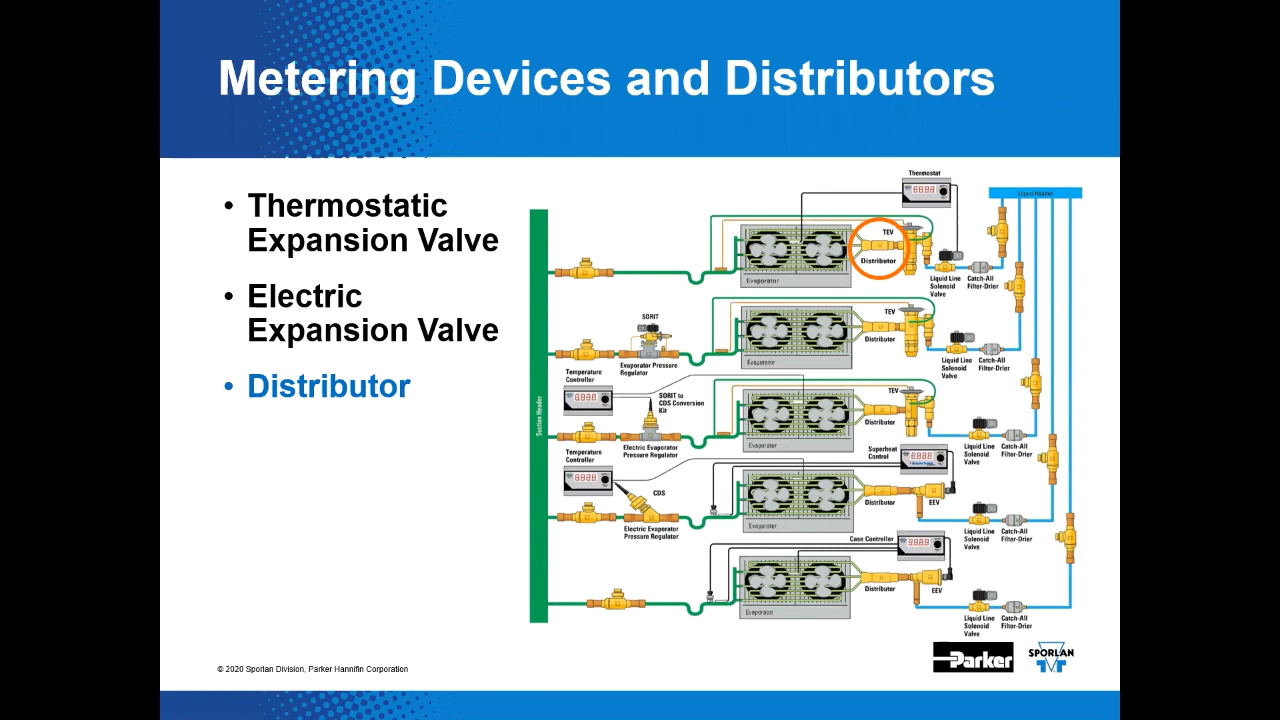 Metering Devices and Distributors
• Thermostatic
Expansion Valve
• Electric
Expansion Valve
• Distributor
Thermostat
Liquid Header
TEV
Distributor
Evaporator
Liquid Line
Solenoid
Valve
Catch-All
Filter-Drier
SORIT
Evaporator Pressure
Regulator
TEV
Distributor
Evaporator
Liquid Line
Solenoid
Valve
Catch-All
Filter-Drier
Temperature
Controller
SORIT to
CDS Conversion
Kit
Electric Evaporator
Pressure Regulator
TEV
Distributor
Evaporator
Liquid Line
Solenoid
Valve
Catch-All
Filter-Drier
Suction Header
Temperature
Controller
CDS
Electric Evaporator
Pressure Regulator
Superheat
Control
Distributor
EEV
Evaporator
Liquid Line
Solenoid
Valve
Catch-All
Filter-Drier
Case Controller
Distributor
EEV
Evaporator
Liquid Line
Solenoid
Valve
Catch-All
Filter-Drier
Parker
SPORLAN
© 2020 Sporlan Division, Parker Hannifin Corporation